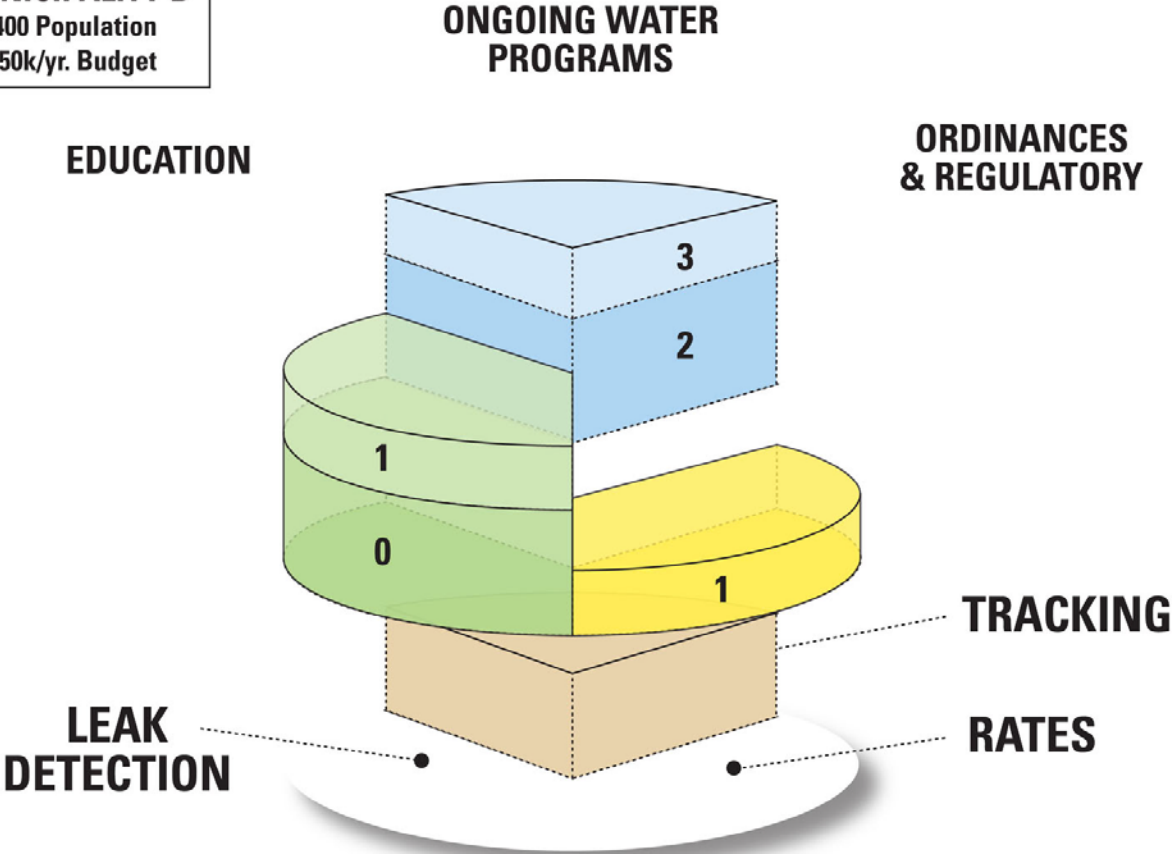 400 Population
50k/yr. Budget
ONGOING WATER
PROGRAMS
EDUCATION
ORDINANCES
& REGULATORY
3
2
1
0
1
TRACKING
LEAK
DETECTION
RATES